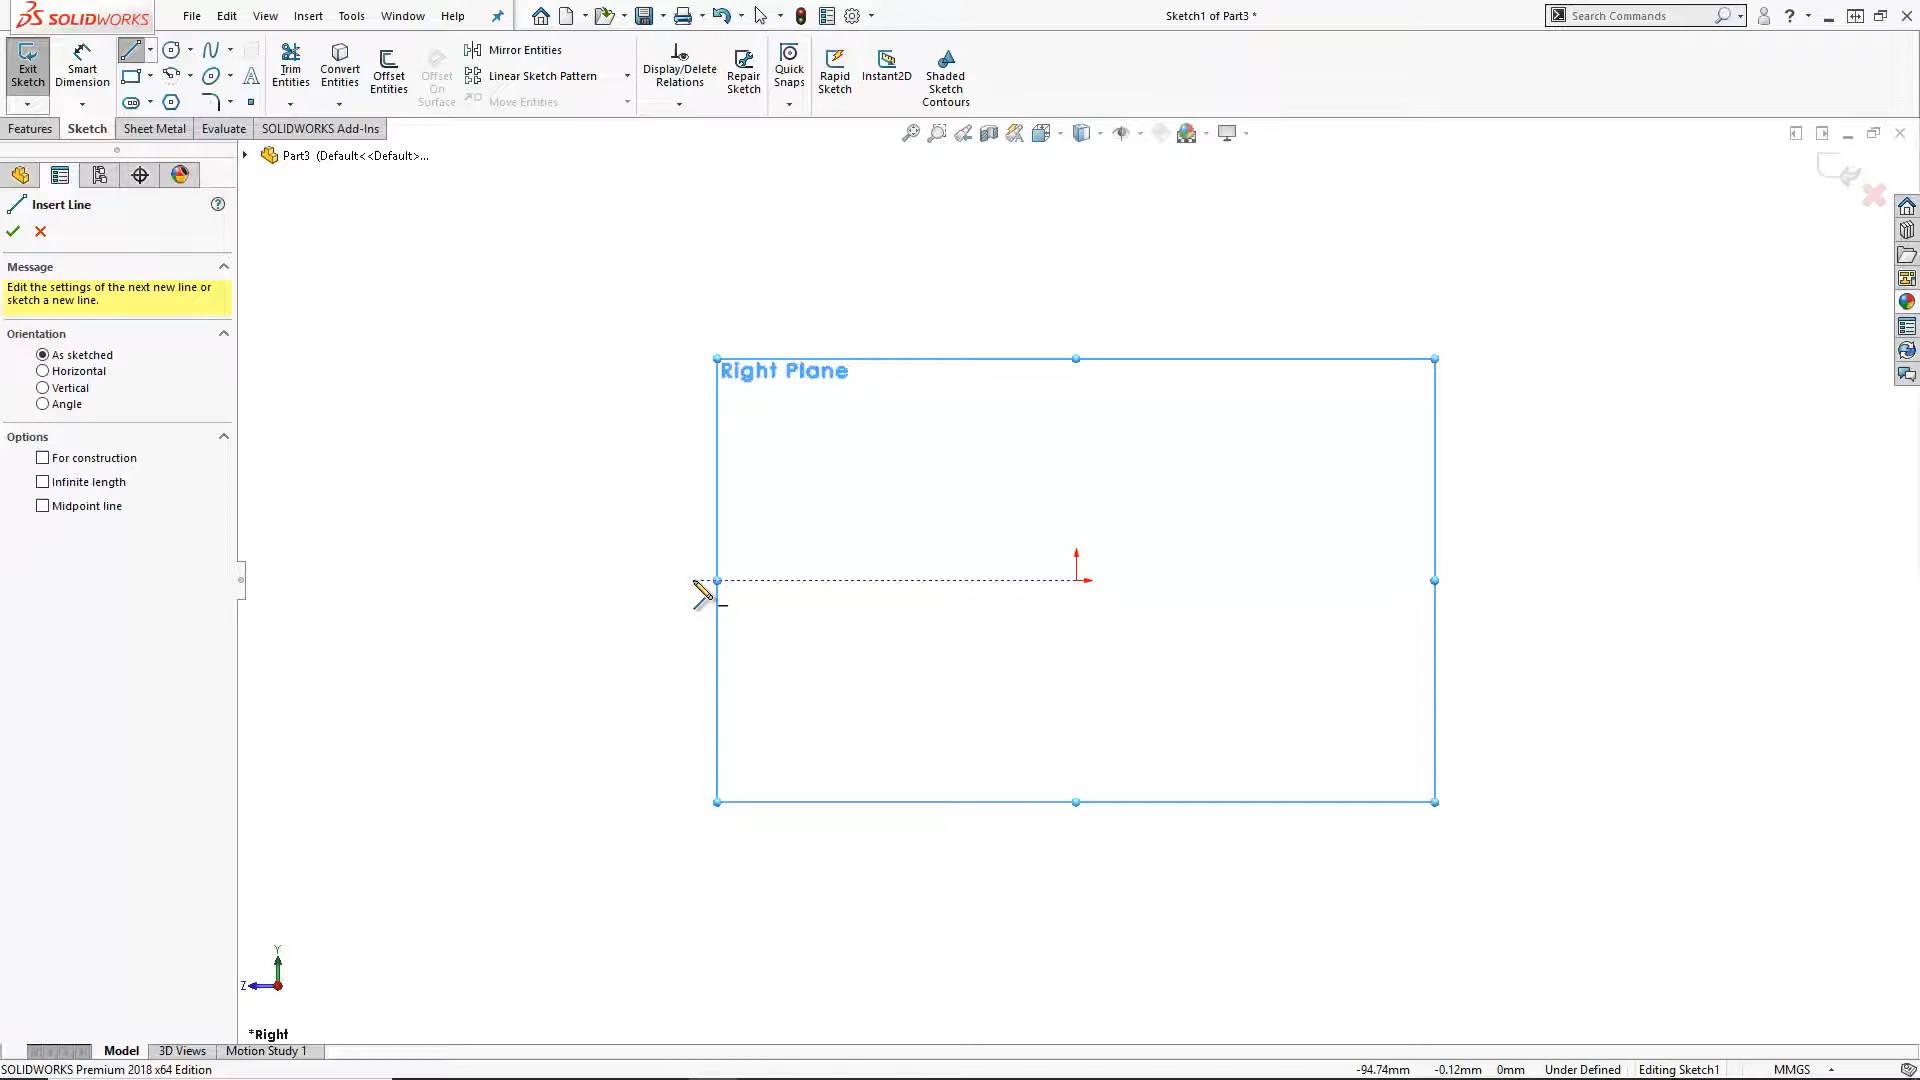 SOLIDWORKS
File Edit View Insert Tools Window Help
Sketch1 of Part3 *
Search Commands
?
Exit Sketch
Smart Dimension
Trim Entities
Convert Entities
Offset Entities
Offset On Surface
Mirror Entities
Linear Sketch Pattern
Move Entities
Display/Delete Relations
Repair Sketch
Quick Snaps
Rapid Sketch
Instant2D
Shaded Sketch Contours
Features Sketch Sheet Metal Evaluate SOLIDWORKS Add-Ins
Part3 (Default<<Default>...
Insert Line
?
Message
Edit the settings of the next new line or
sketch a new line.
Orientation
As sketched
Horizontal
Vertical
Angle
Options
For construction
Infinite length
Midpoint line
Right Plane
Y
Z
*Right
Model 3D Views Motion Study 1
SOLIDWORKS Premium 2018 x64 Edition
-94.74mm -0.12mm 0mm Under Defined Editing Sketch1 MMGS